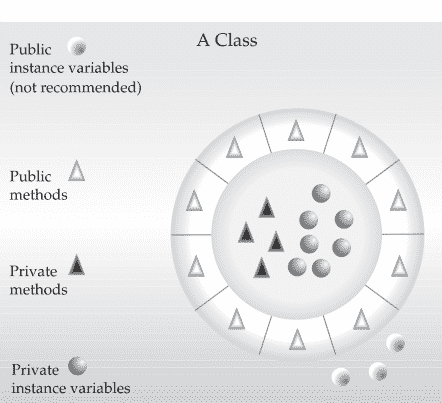 A Class
Public
instance variables
(not recommended)
Public
methods
Private
methods
Private
instance variables